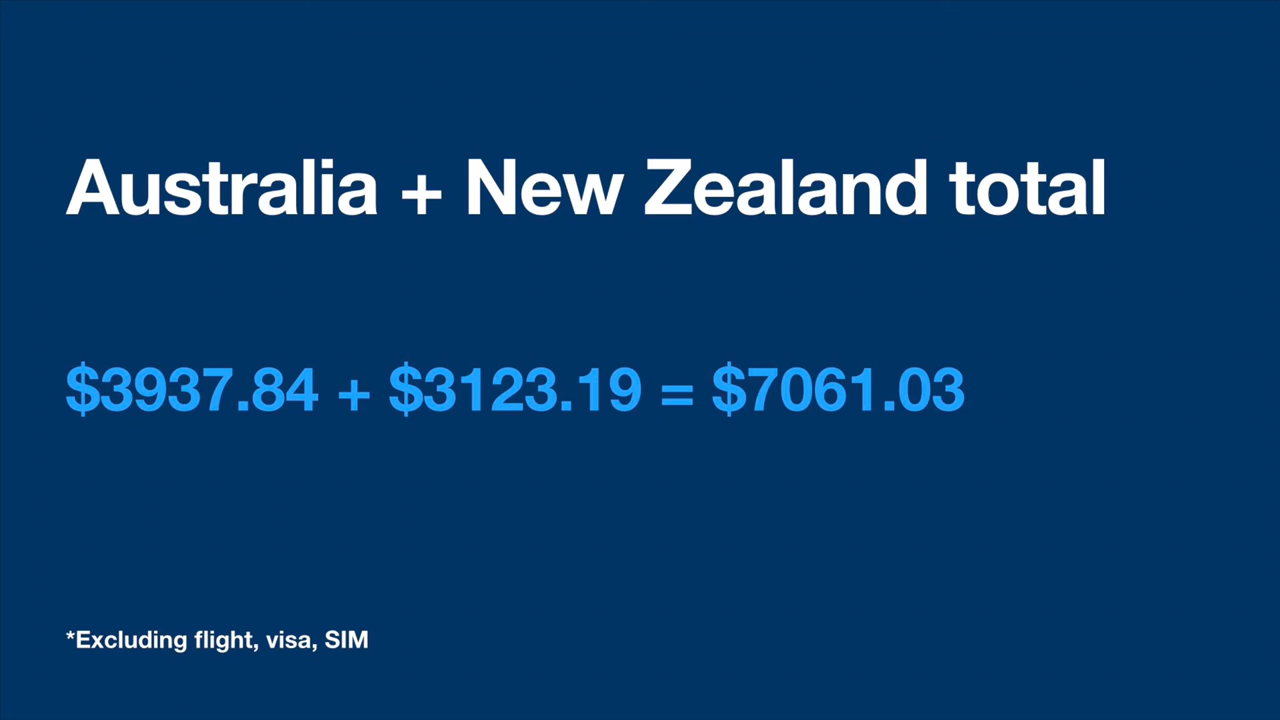 Australia + New Zealand total
$3937.84 + $3123.19 = $7061.03
*Excluding flight, visa, SIM